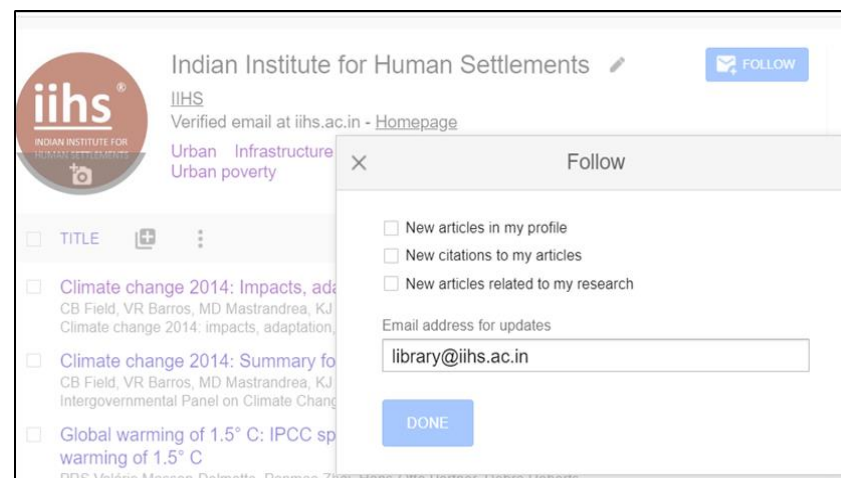 Indian Institute for Human Settlements
FOLLOW
IIHS
Verified email at iihs.ac.in - Homepage
Urban Infrastructure
Urban poverty
iihs®
INDIAN INSTITUTE FOR
HUMAN SETTLEMENTS
TITLE
Climate change 2014: Impacts, ada
CB Field, VR Barros, MD Mastrandrea, KJ
Climate change 2014: impacts, adaptation,
Climate change 2014: Summary fo
CB Field, VR Barros, MD Mastrandrea, KJ
Intergovernmental Panel on Climate Chang
Global warming of 1.5° C: IPCC sp
warming of 1.5° C
Follow
New articles in my profile
New citations to my articles
New articles related to my research
Email address for updates
library@iihs.ac.in
DONE